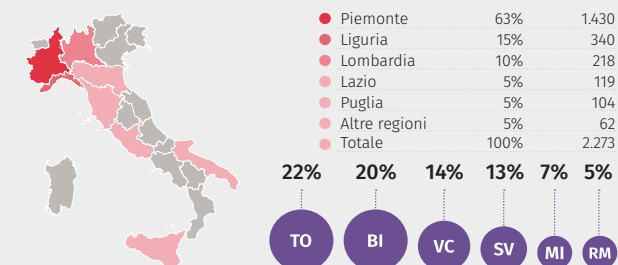 Piemonte 63% 1.430
Liguria 15% 340
Lombardia 10% 218
Lazio 5% 119
Puglia 5% 104
Altre regioni 5% 62
Totale 100% 2.273
22% 20% 14% 13% 7% 5%
TO BI VC SV MI RM